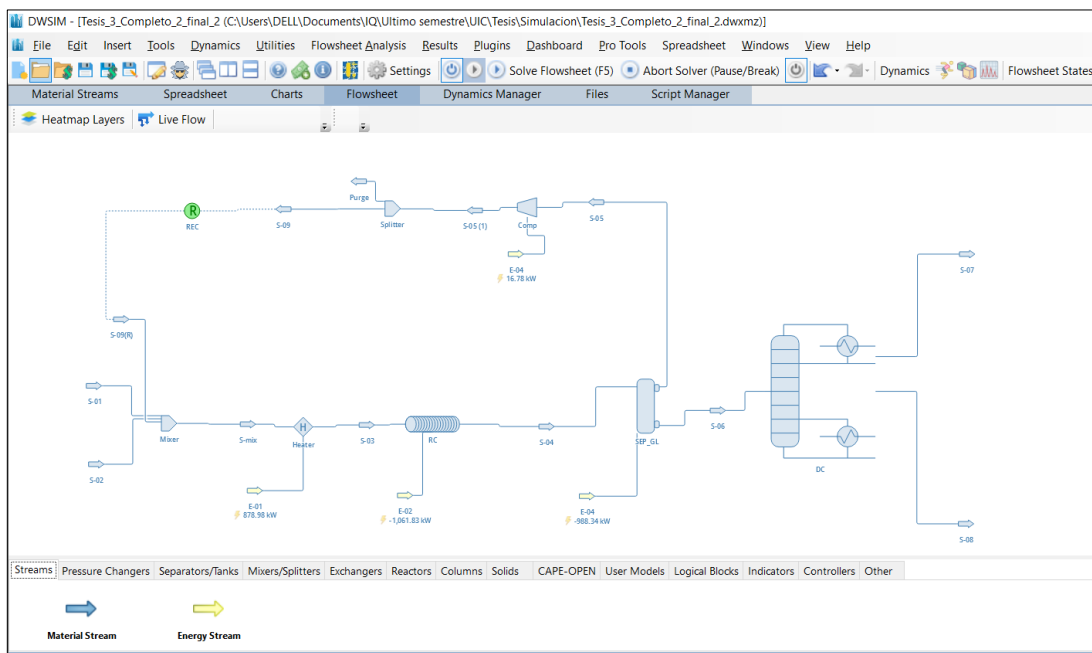 DWSIM - [Tesis_3_Completo_2_final_2 (C:\Users\DELL\Documents\IQ\Ultimo semestre\UIC\Tesis\Simulacion\Tesis_3_Completo_2_final_2.dwxmz)]
File Edit Insert Tools Dynamics Utilities Flowsheet Analysis Results Plugins Dashboard Pro Tools Spreadsheet Windows View Help
Settings Solve Flowsheet (F5) Abort Solver (Pause/Break) Dynamics Flowsheet States
Material Streams Spreadsheet Charts Flowsheet Dynamics Manager Files Script Manager
Heatmap Layers Live Flow
Purge
R
REC
S-09
Splitter
S-05 (1)
Comp
S-05
E-04
16.78 kW
S-07
S-09(R)
S-01
Mixer
S-mix
H
Heater
S-03
RC
S-04
SEP_GL
S-06
DC
S-02
E-01
878.98 kW
E-02
-1,061.83 kW
E-04
-988.34 kW
S-08
Streams Pressure Changers Separators/Tanks Mixers/Splitters Exchangers Reactors Columns Solids CAPE-OPEN User Models Logical Blocks Indicators Controllers Other
Material Stream Energy Stream